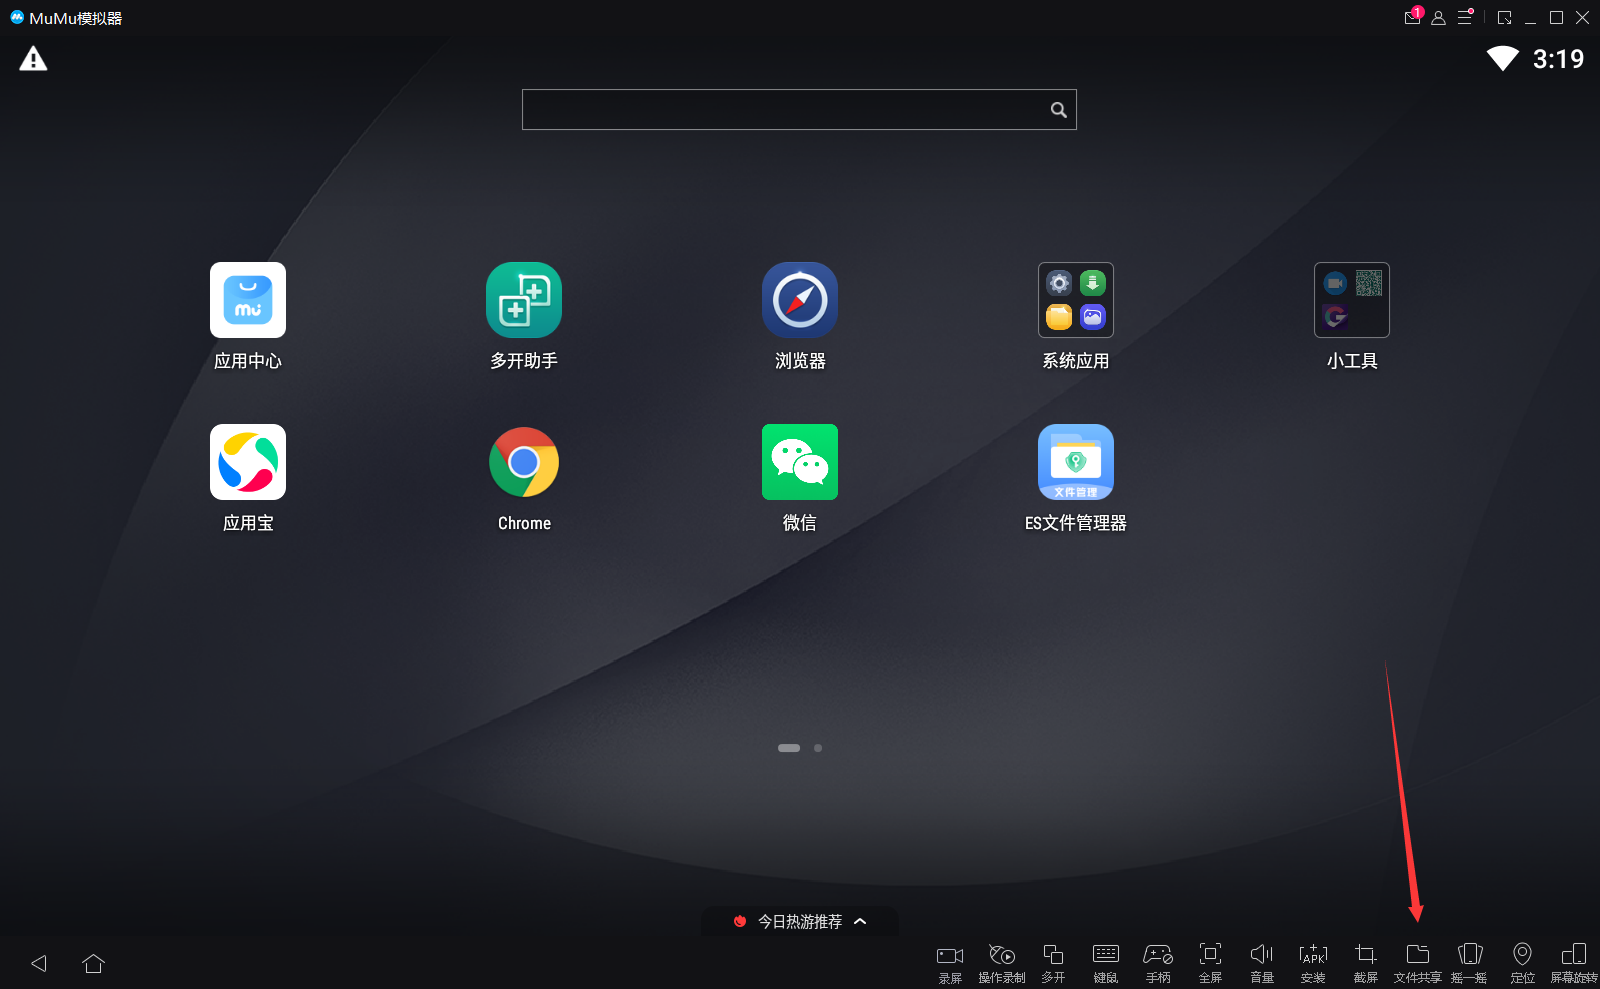 MuMu模拟器
1
3:19
mu
应用中心
多开助手
浏览器
系统应用
小工具
应用宝
Chrome
微信
文件管理
ES文件管理器
今日热游推荐
APK
录屏
操作录制
多开
键鼠
手柄
全屏
音量
安装
截屏
文件共享
摇一摇
定位
屏幕旋转